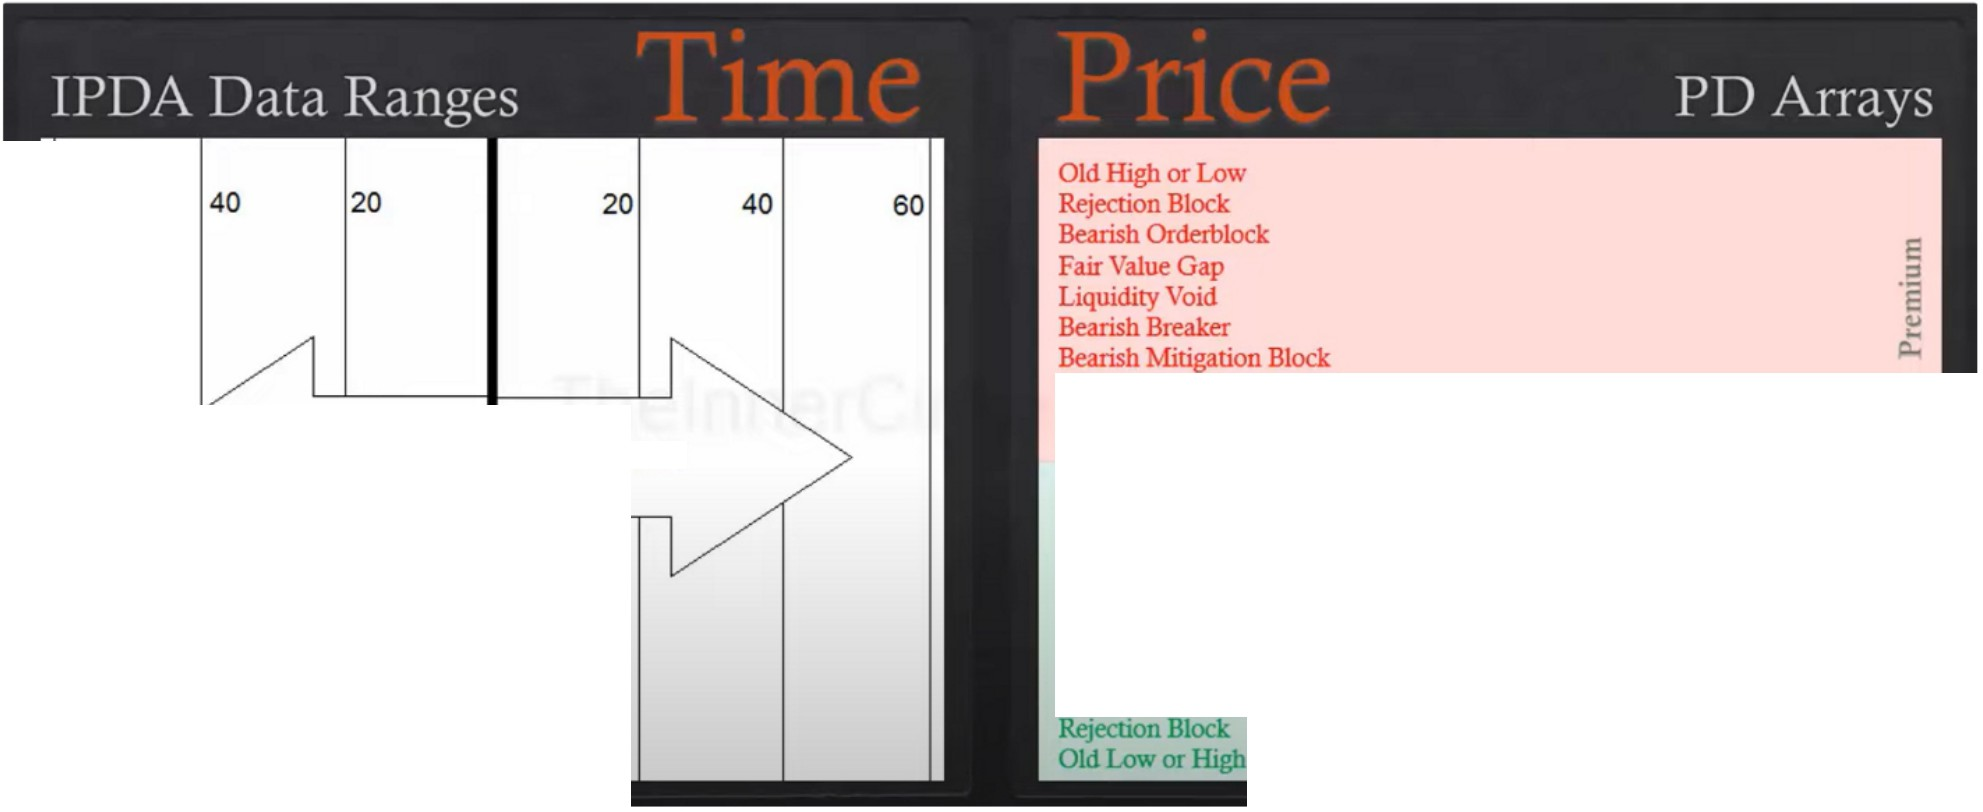 IPDA Data Ranges Time
40 20 20 40 60
TheInnerC
Price PD Arrays
Old High or Low
Rejection Block
Bearish Orderblock
Fair Value Gap
Liquidity Void
Bearish Breaker
Bearish Mitigation Block
Premium
Rejection Block
Old Low or High